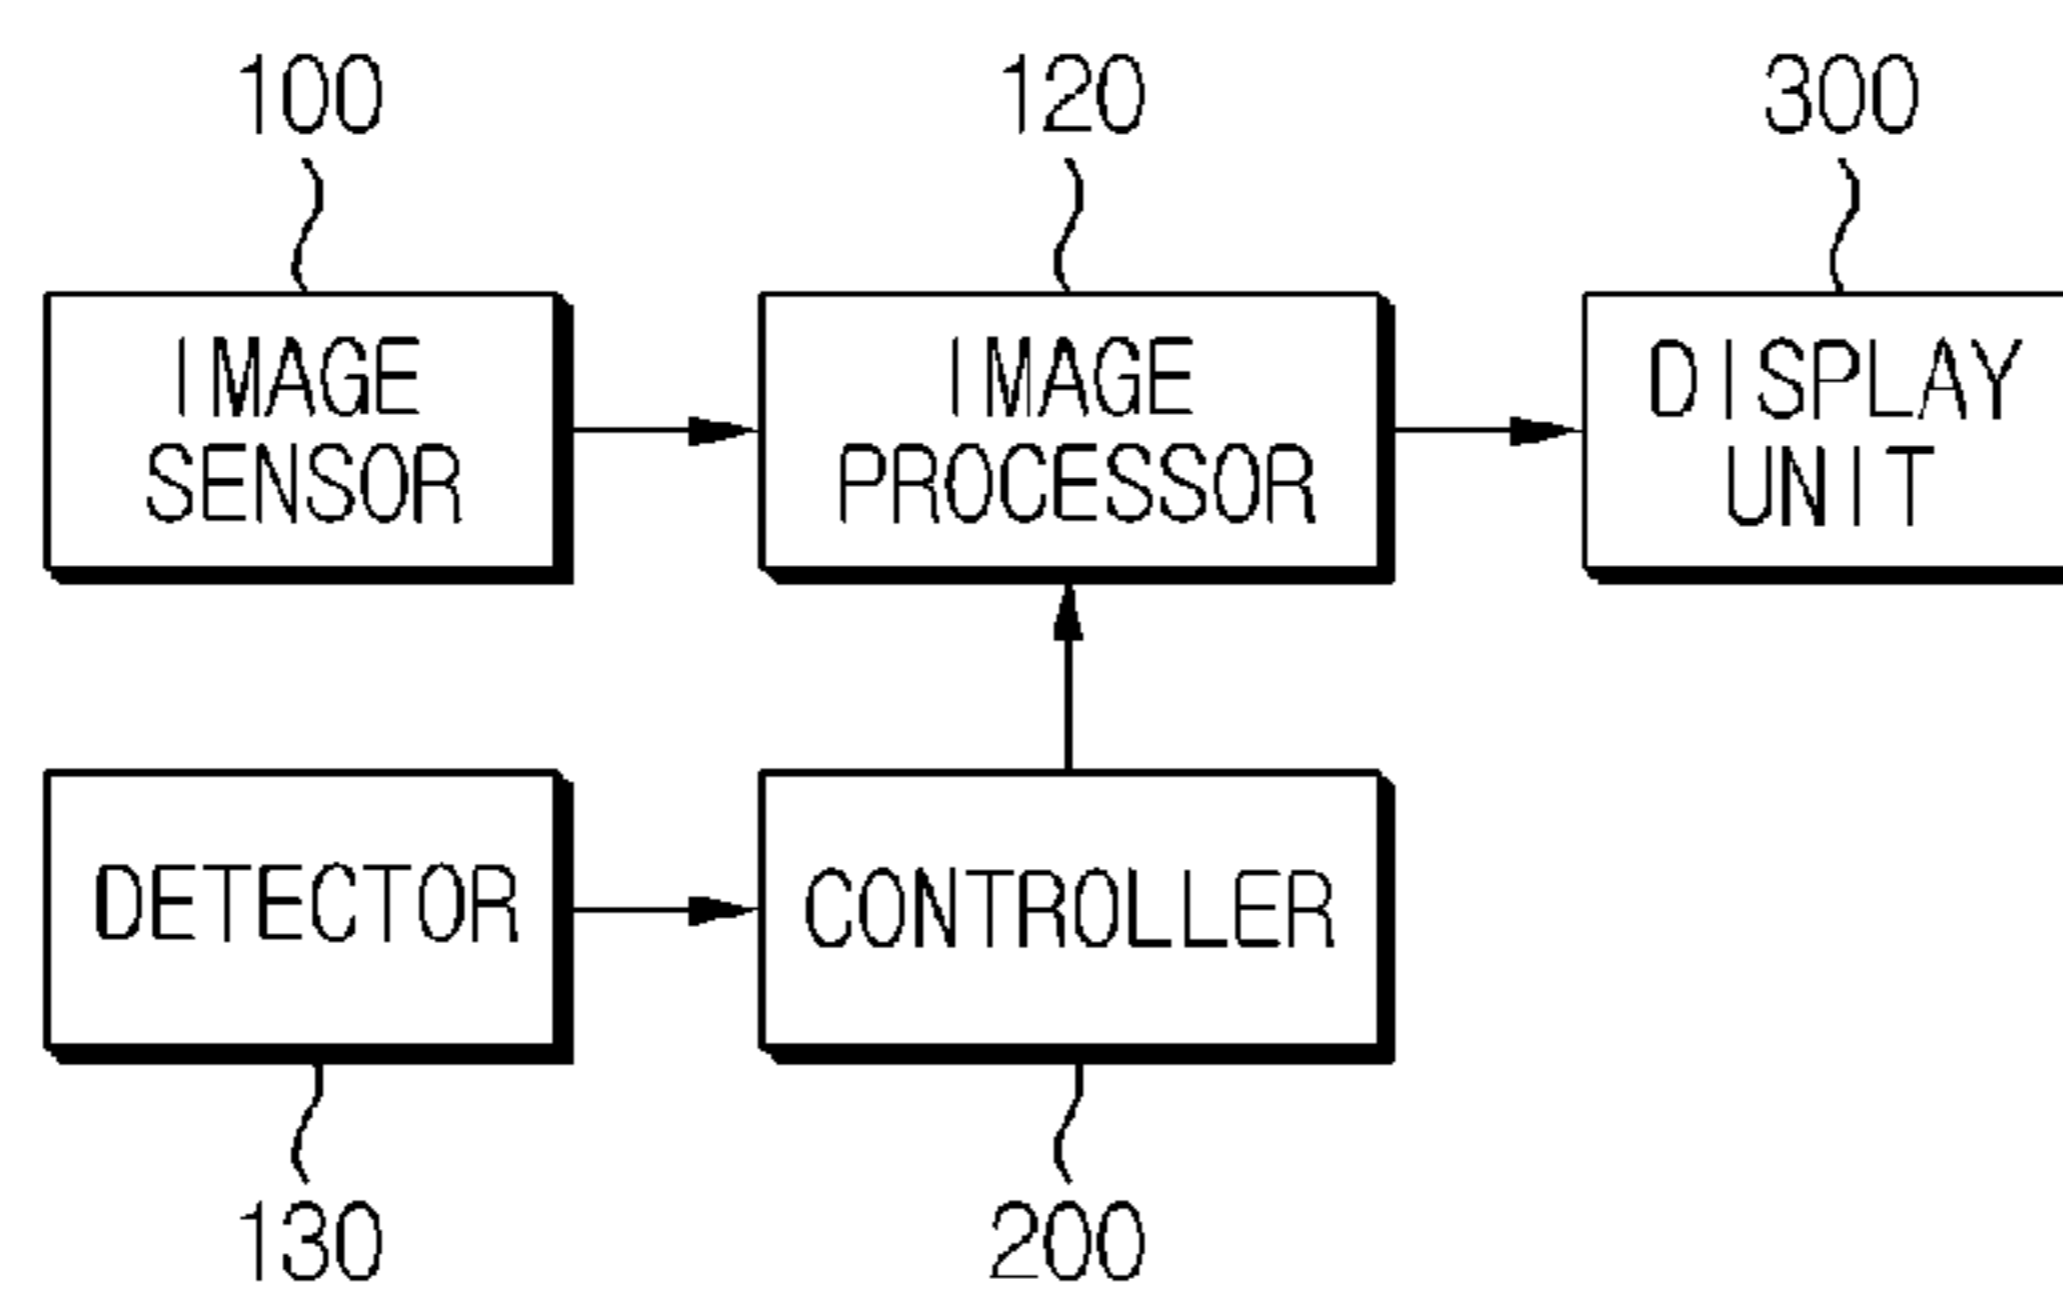 100 120 300
IMAGE SENSOR
IMAGE PROCESSOR
DISPLAY UNIT
DETECTOR
CONTROLLER
130 200